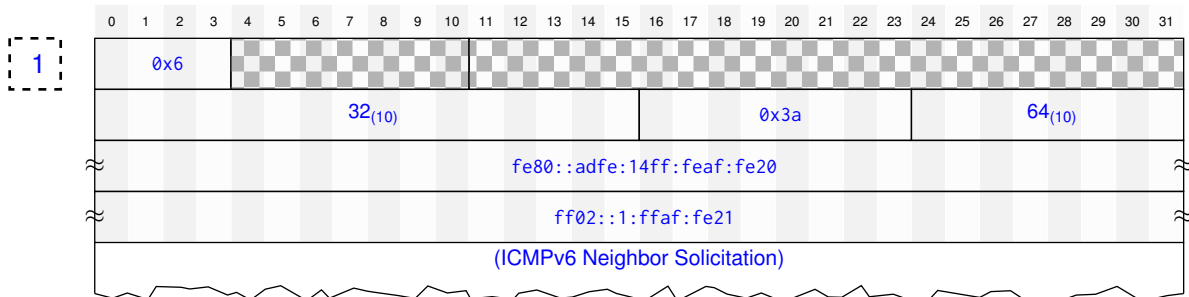 0 1 2 3 4 5 6 7 8 9 10 11 12 13 14 15 16 17 18 19 20 21 22 23 24 25 26 27 28 29 30 31
1 0x6
32(10) 0x3a 64(10)
fe80::adfe:14ff:feaf:fe20
ff02::1:ffaf:fe21
(ICMPv6 Neighbor Solicitation)